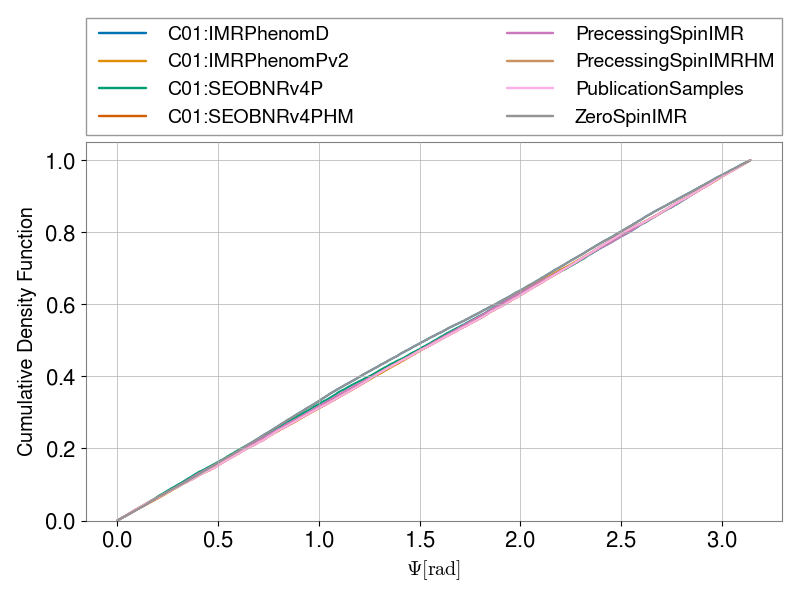 C01:IMRPhenomD
C01:IMRPhenomPv2
C01:SEOBNRv4P
C01:SEOBNRv4PHM
PrecessingSpinIMR
PrecessingSpinIMRHM
PublicationSamples
ZeroSpinIMR
1.0
0.8
0.6
0.4
0.2
0.0
Cumulative Density Function
0.0 0.5 1.0 1.5 2.0 2.5 3.0
Ψ[rad]